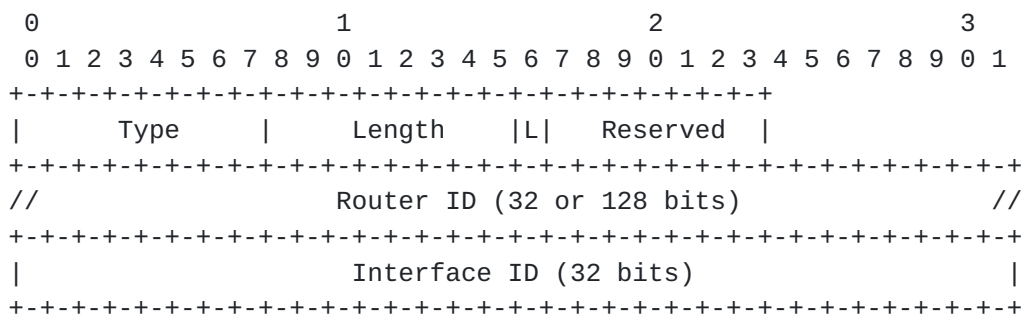 0                   1                   2                   3
 0 1 2 3 4 5 6 7 8 9 0 1 2 3 4 5 6 7 8 9 0 1 2 3 4 5 6 7 8 9 0 1
+-+-+-+-+-+-+-+-+-+-+-+-+-+-+-+-+-+-+-+-+-+-+-+-+
|      Type     |     Length    |L|   Reserved  |
+-+-+-+-+-+-+-+-+-+-+-+-+-+-+-+-+-+-+-+-+-+-+-+-+-+-+-+-+-+-+-+-+
//                   Router ID (32 or 128 bits)                //
+-+-+-+-+-+-+-+-+-+-+-+-+-+-+-+-+-+-+-+-+-+-+-+-+-+-+-+-+-+-+-+-+
|                     Interface ID (32 bits)                    |
+-+-+-+-+-+-+-+-+-+-+-+-+-+-+-+-+-+-+-+-+-+-+-+-+-+-+-+-+-+-+-+-+